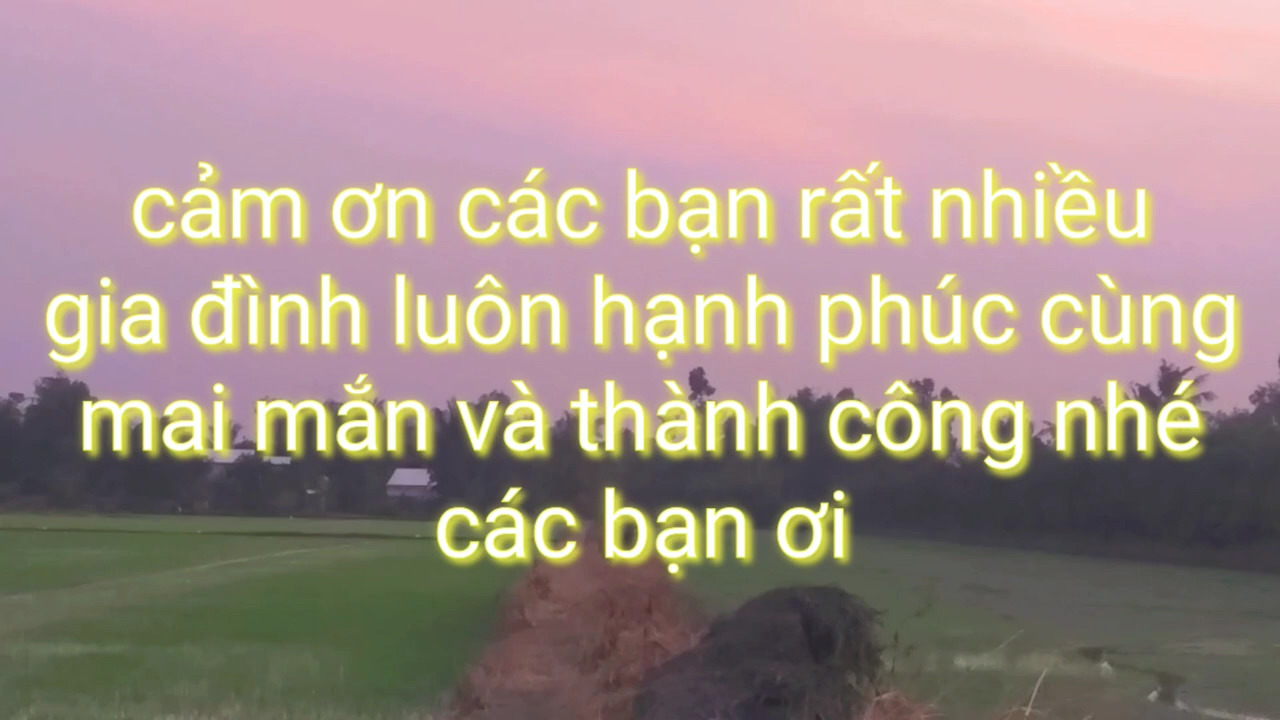 cảm ơn các bạn rất nhiều
gia đình luôn hạnh phúc cùng
mai mắn và thành công nhé
các bạn ơi